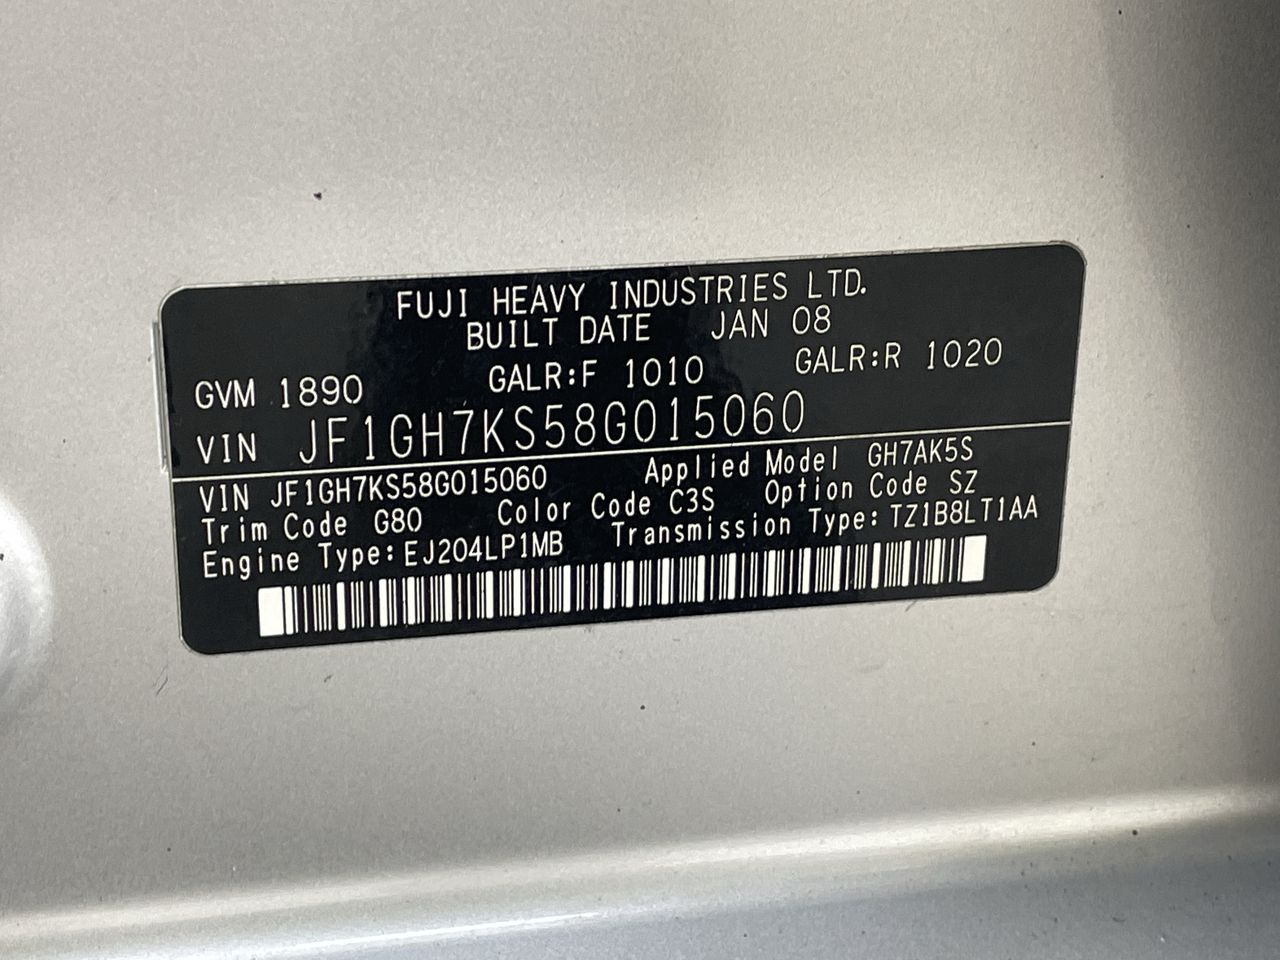 FUJI HEAVY INDUSTRIES LTD.
BUILT DATE JAN 08
GVM 1890 GALR:F 1010 GALR:R 1020
VIN JF1GH7KS58G015060
VIN JF1GH7KS58G015060 Applied Model GH7AK5S
Trim Code G80 Color Code C3S Option Code SZ
Engine Type:EJ204LP1MB Transmission Type:TZ1B8LT1AA